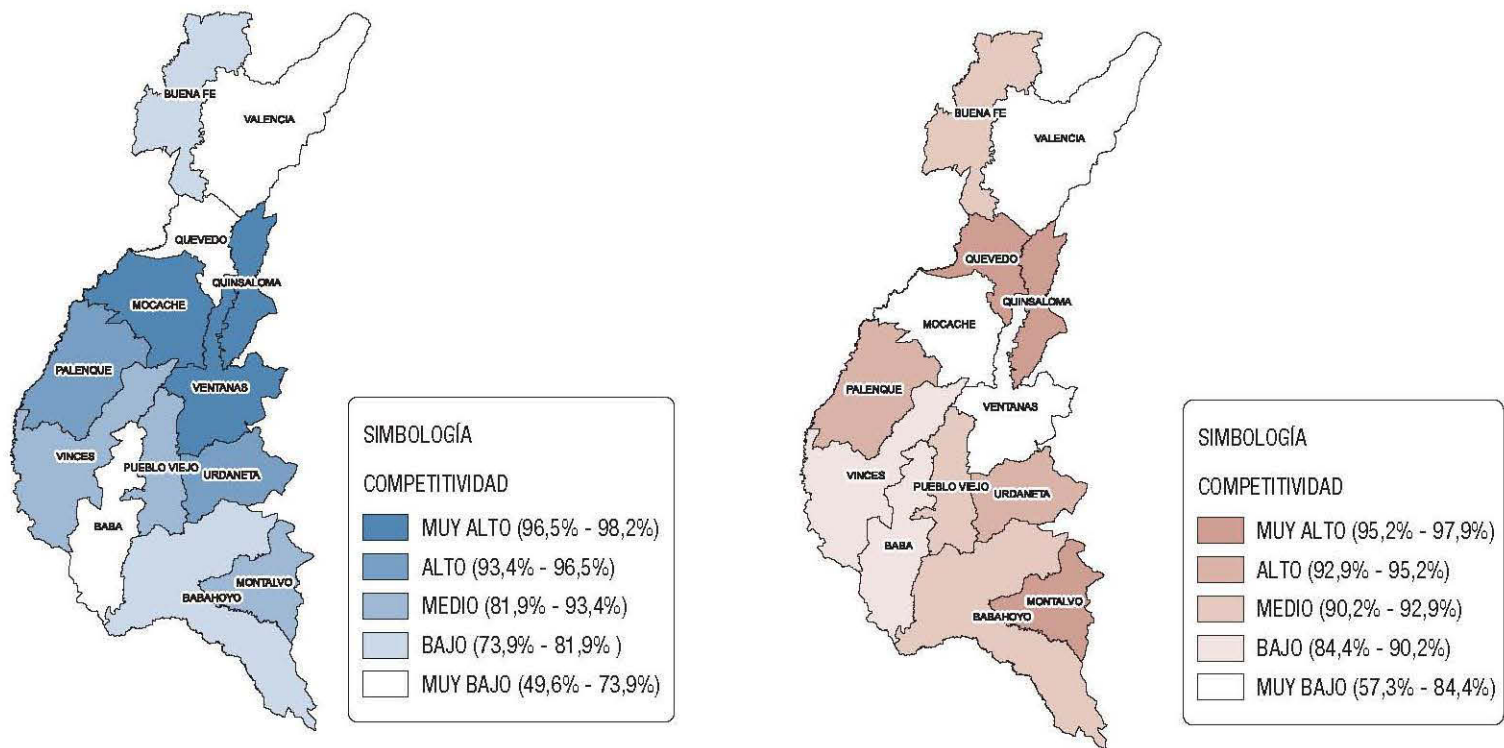 BUENA FE
VALENCIA
QUEVEDO
QUINSALOMA
MOCACHE
PALENQUE
VENTANAS
VINCES
PUEBLO VIEJO
URDANETA
BABA
MONTALVO
BABAHOYO
SIMBOLOGÍA
COMPETITIVIDAD
MUY ALTO (96,5% - 98,2%)
ALTO (93,4% - 96,5%)
MEDIO (81,9% - 93,4%)
BAJO (73,9% - 81,9% )
MUY BAJO (49,6% - 73,9%)
BUENA FE
VALENCIA
QUEVEDO
QUINSALOMA
MOCACHE
PALENQUE
VENTANAS
VINCES
PUEBLO VIEJO
URDANETA
BABA
MONTALVO
BABAHOYO
SIMBOLOGÍA
COMPETITIVIDAD
MUY ALTO (95,2% - 97,9%)
ALTO (92,9% - 95,2%)
MEDIO (90,2% - 92,9%)
BAJO (84,4% - 90,2%)
MUY BAJO (57,3% - 84,4%)